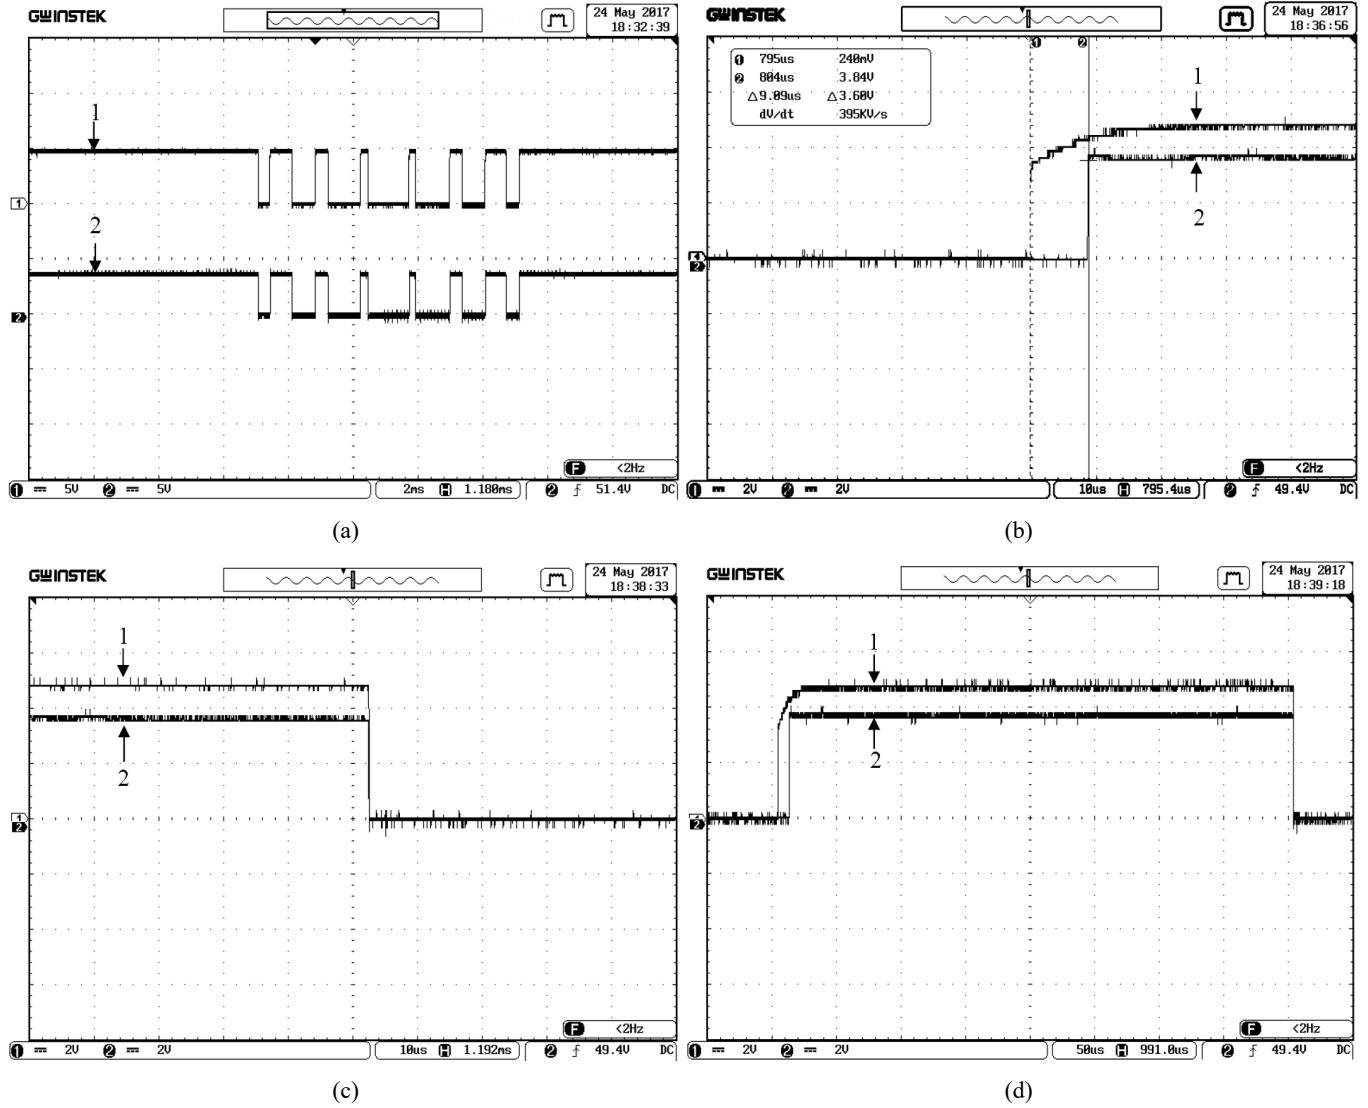 GWINSTEK
24 May 2017
18:32:39
1
1
2
2
F <2Hz
1 5V 2 5V
2ms H 1.180ms
2 51.4V DC
(a)
GWINSTEK
24 May 2017
18:36:56
1 2
1 795us 240mV
2 804us 3.84V
△9.09us △3.60V
dV/dt 395KV/s
1
2
2
F <2Hz
1 2V 2 2V
10us H 795.4us
2 49.4V DC
(b)
GWINSTEK
24 May 2017
18:38:33
1
2
1
2
F <2Hz
1 2V 2 2V
10us H 1.192ms
2 49.4V DC
(c)
GWINSTEK
24 May 2017
18:39:18
1
2
2
F <2Hz
1 2V 2 2V
50us H 991.0us
2 49.4V DC
(d)